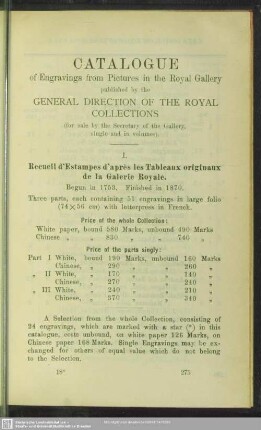 CATALOGUE
of Engravings from Pictures in the Royal Gallery
published by the
GENERAL DIRECTION OF THE ROYAL
COLLECTIONS
(for sale by the Secretary of the Gallery,
single and in volumes).
I.
Recueil d'Estampes d'après les Tableaux originaux
de la Galerie Royale.
Begun in 1753. Finished in 1870.
Three parts, each containing 51 engravings in large folio
(74×56 cm) with letterpress in French.
Price of the whole Collection:
White paper, bound 580 Marks, unbound 490 Marks
Chinese „ „ 830 „ „ 740 „
Price of the parts singly:
Part I White, bound 190 Marks, unbound 160 Marks
Chinese, „ 290 „ „ 260 „
„ II White, „ 170 „ „ 140 „
Chinese, „ 270 „ „ 240 „
„ III White, „ 240 „ „ 210 „
Chinese, „ 370 „ „ 340 „
A Selection from the whole Collection, consisting of
24 engravings, which are marked with a star (*) in this
catalogue, costs unbound, on white paper 126 Marks, on
Chinese paper 168 Marks. Single Engravings may be ex-
changed for others of equal value which do not belong
to the Selection.
18* 275